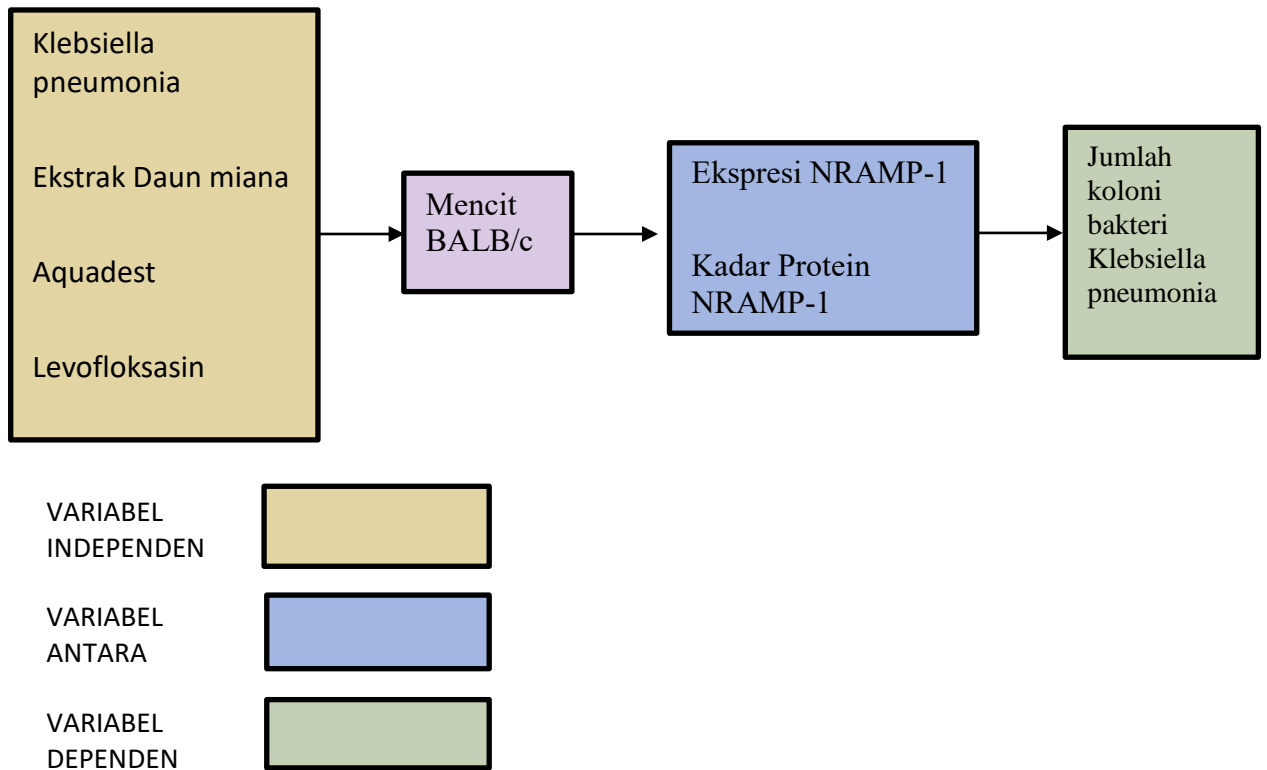 Klebsiella
pneumonia
Ekstrak Daun miana
Aquadest
Levofloksasin
Mencit
BALB/c
Ekspresi NRAMP-1
Kadar Protein
NRAMP-1
Jumlah
koloni
bakteri
Klebsiella
pneumonia
VARIABEL
INDEPENDEN
VARIABEL
ANTARA
VARIABEL
DEPENDEN